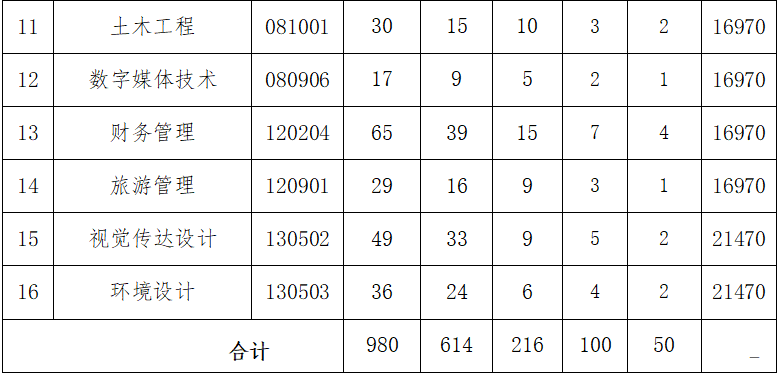 11 土木工程 081001 30 15 10 3 2 16970
12 数字媒体技术 080906 17 9 5 2 1 16970
13 财务管理 120204 65 39 15 7 4 16970
14 旅游管理 120901 29 16 9 3 1 16970
15 视觉传达设计 130502 49 33 9 5 2 21470
16 环境设计 130503 36 24 6 4 2 21470
合计 980 614 216 100 50 _